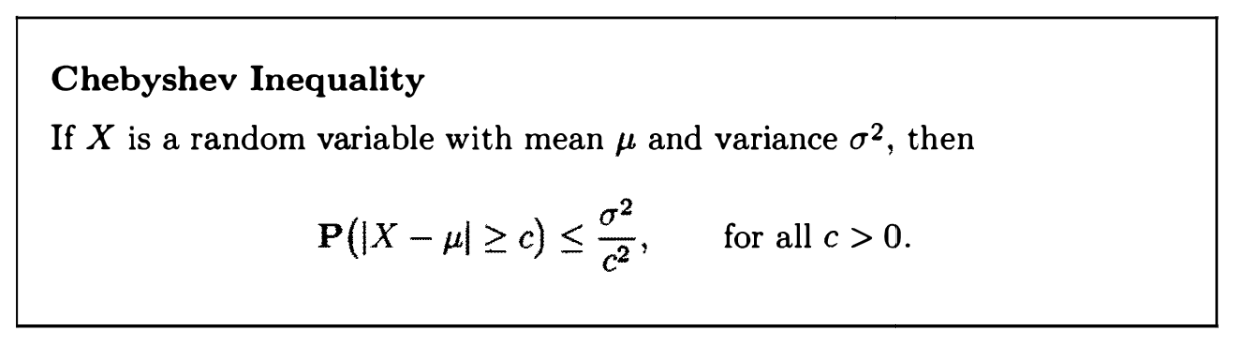 Chebyshev Inequality
If X is a random variable with mean μ and variance σ², then
P(|X − μ| ≥ c) ≤ σ²/c², for all c > 0.